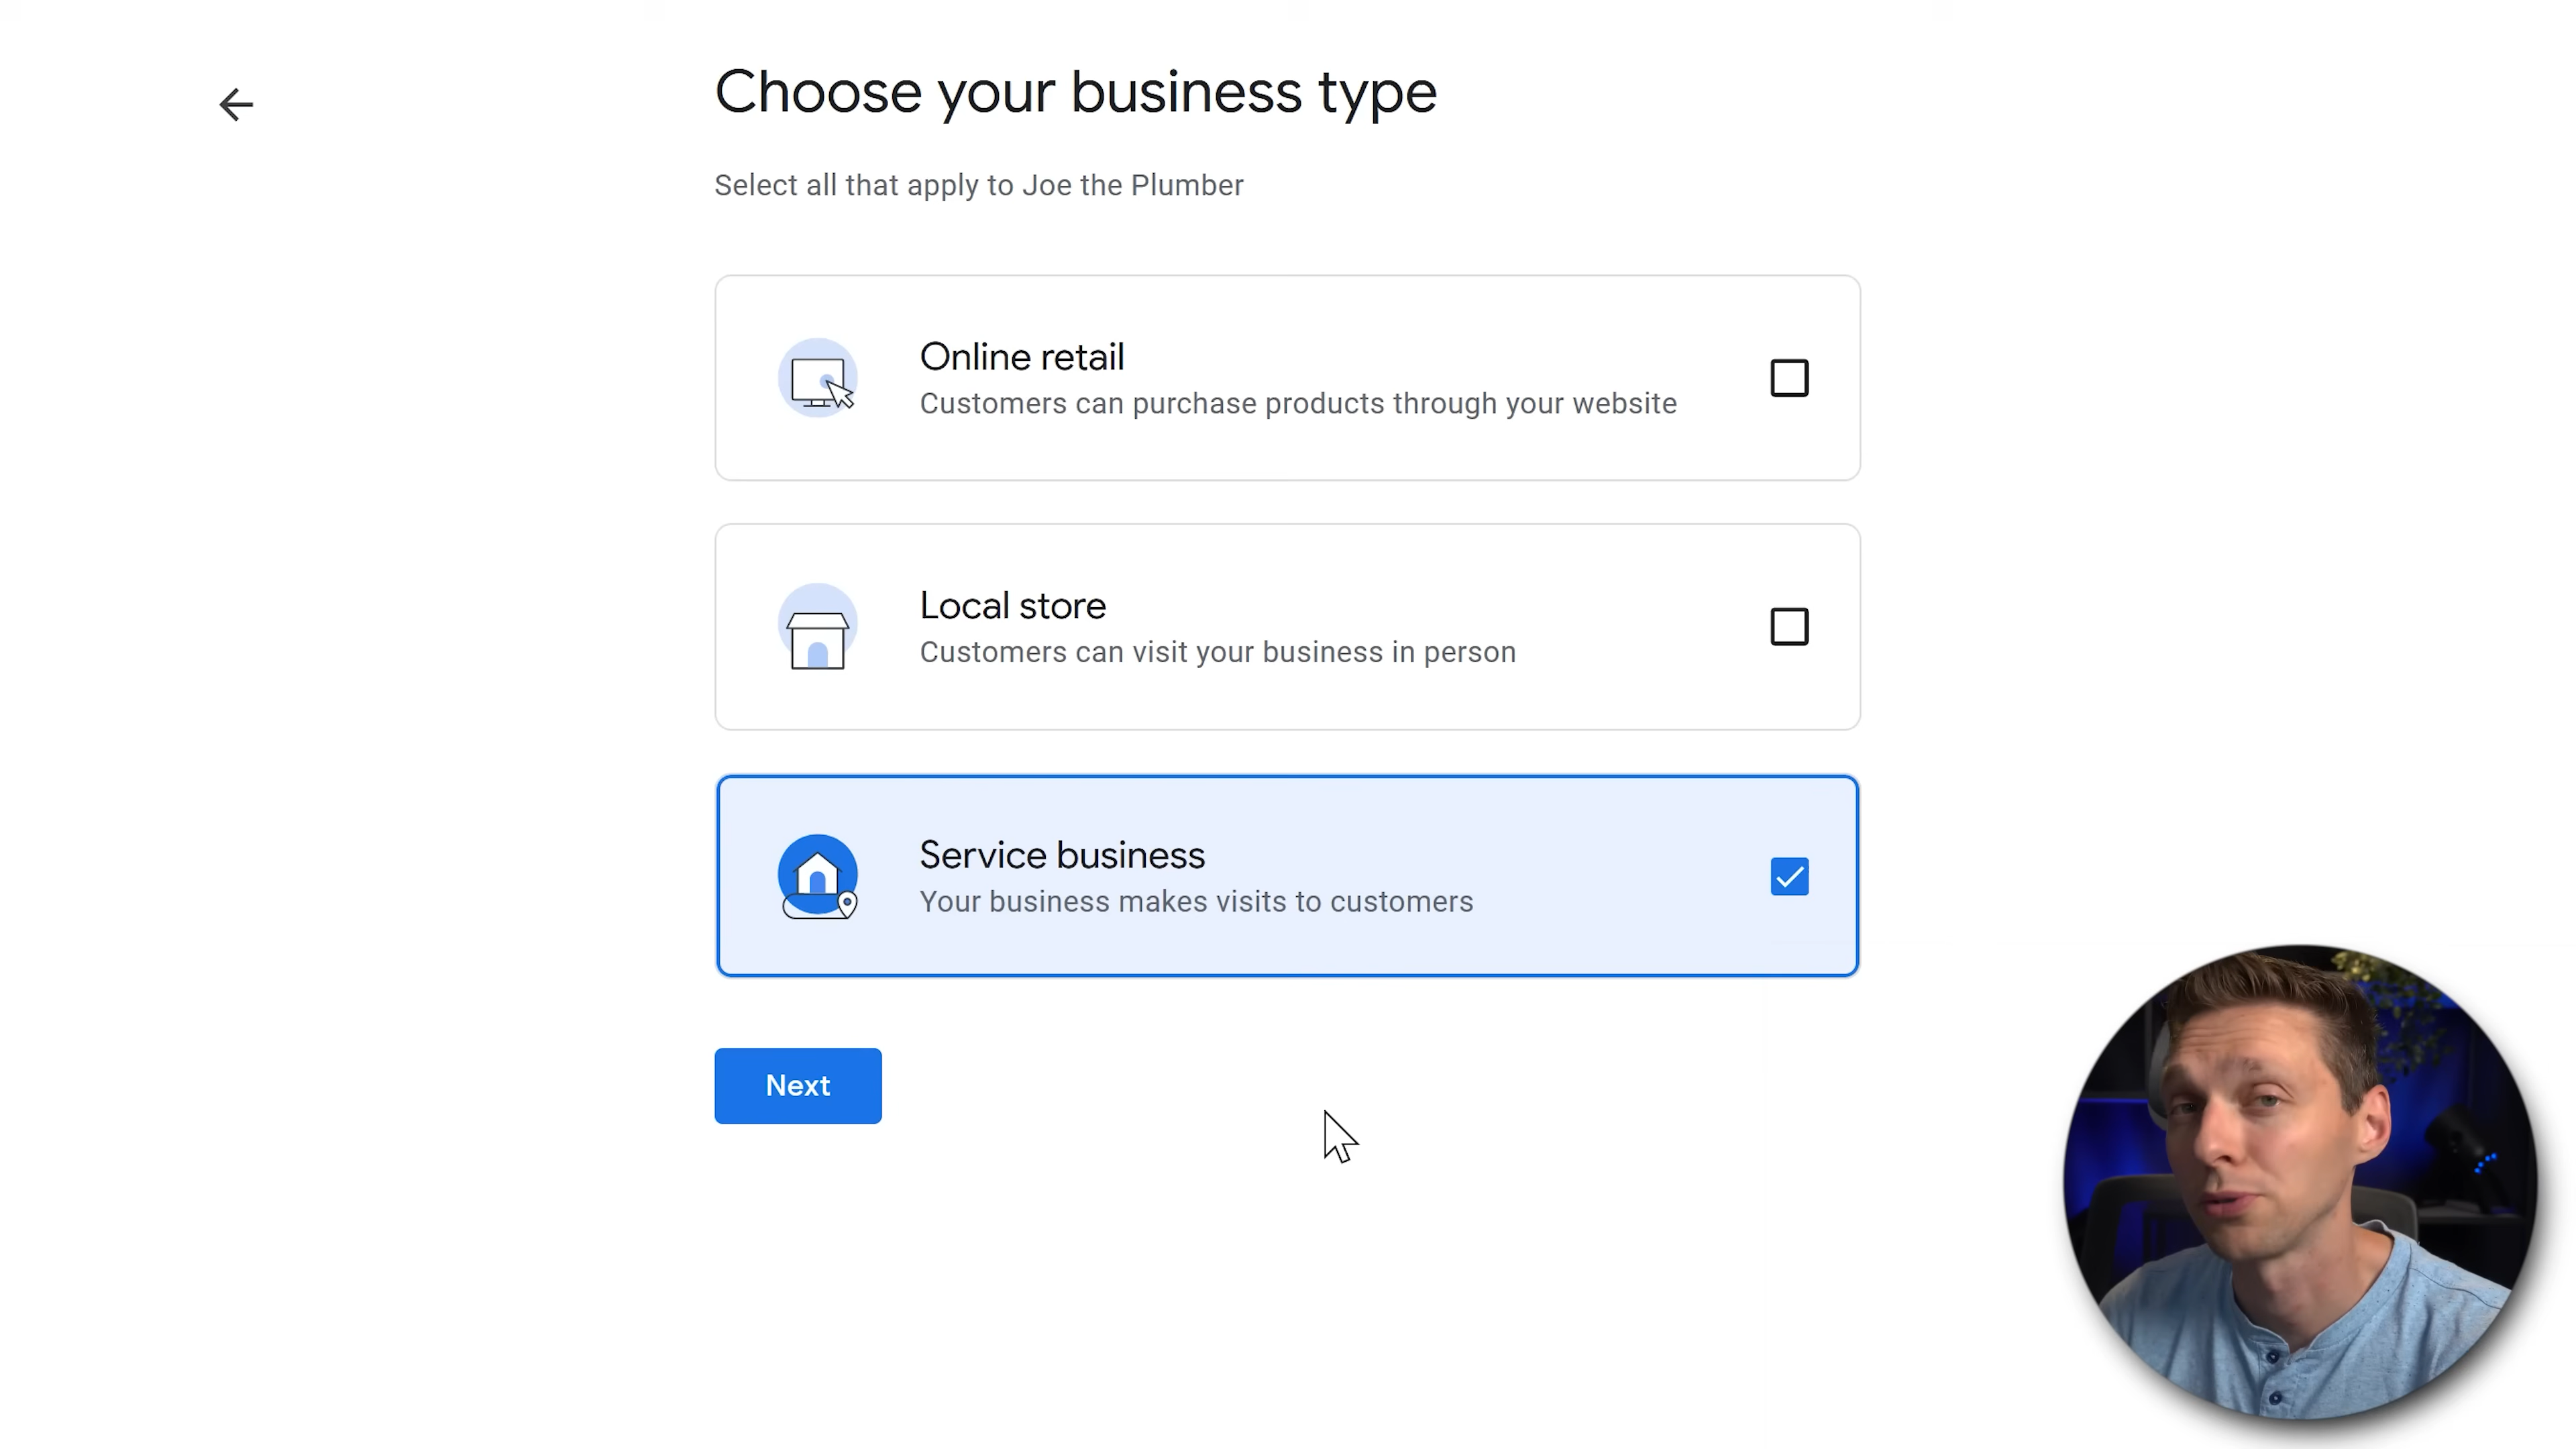 Choose your business type
Select all that apply to Joe the Plumber
Online retail
Customers can purchase products through your website
Local store
Customers can visit your business in person
Service business
Your business makes visits to customers
Next